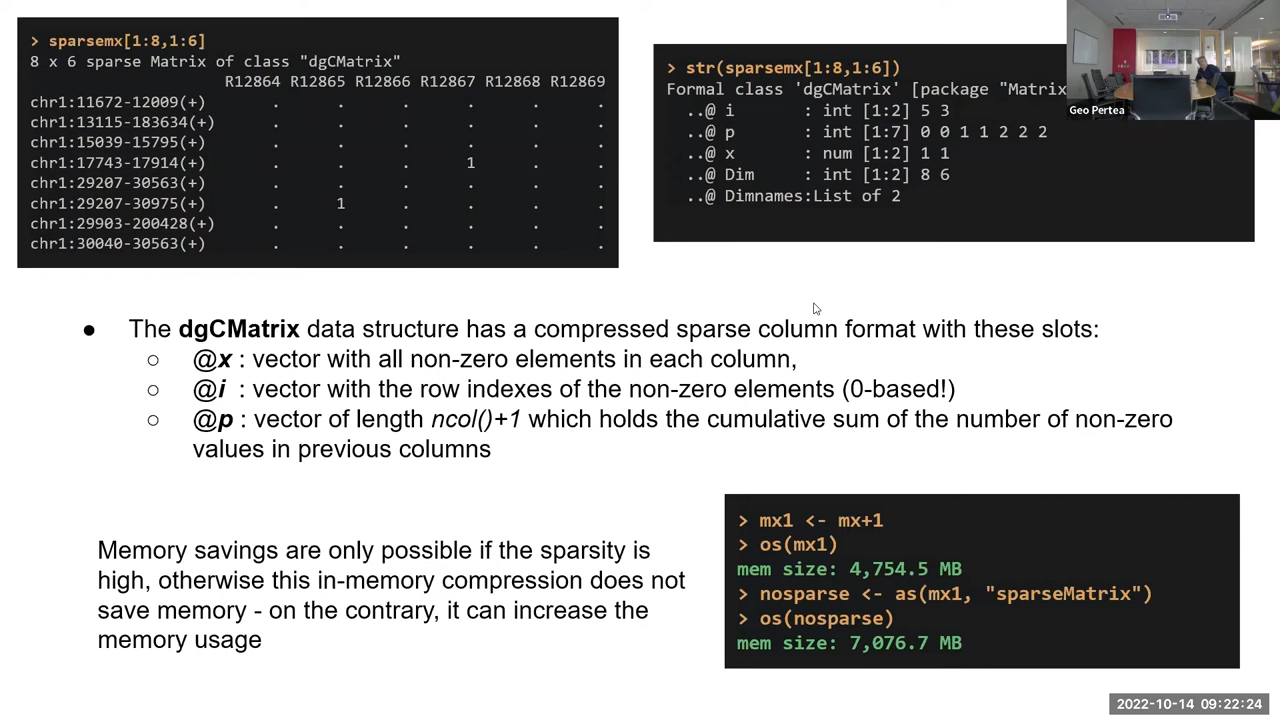 > sparsemx[1:8,1:6]
8 x 6 sparse Matrix of class "dgCMatrix"
R12864 R12865 R12866 R12867 R12868 R12869
chr1:11672-12009(+) . . . . . .
chr1:13115-183634(+) . . . . . .
chr1:15039-15795(+) . . . . . .
chr1:17743-17914(+) . . . 1 . .
chr1:29207-30563(+) . . . . . .
chr1:29207-30975(+) . 1 . . . .
chr1:29903-200428(+) . . . . . .
chr1:30040-30563(+) . . . . . .
> str(sparsemx[1:8,1:6])
Formal class 'dgCMatrix' [package "Matrix
..@ i : int [1:2] 5 3
..@ p : int [1:7] 0 0 1 1 2 2 2
..@ x : num [1:2] 1 1
..@ Dim : int [1:2] 8 6
..@ Dimnames:List of 2
Geo Pertea
● The dgCMatrix data structure has a compressed sparse column format with these slots:
○ @x : vector with all non-zero elements in each column,
○ @i : vector with the row indexes of the non-zero elements (0-based!)
○ @p : vector of length ncol()+1 which holds the cumulative sum of the number of non-zero
values in previous columns
Memory savings are only possible if the sparsity is
high, otherwise this in-memory compression does not
save memory - on the contrary, it can increase the
memory usage
> mx1 <- mx+1
> os(mx1)
mem size: 4,754.5 MB
> nosparse <- as(mx1, "sparseMatrix")
> os(nosparse)
mem size: 7,076.7 MB
2022-10-14 09:22:24